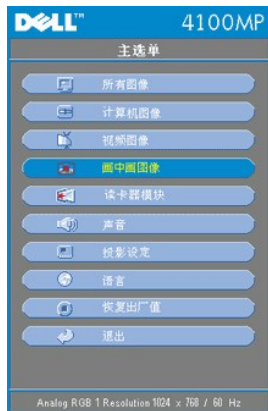 DELL™ 4100MP
主选单
所有图像
计算机图像
视频图像
画中画图像
读卡器模块
声音
投影设定
语言
恢复出厂值
退出
Analog RGB 1 Resolution 1024 x 768 / 60 Hz